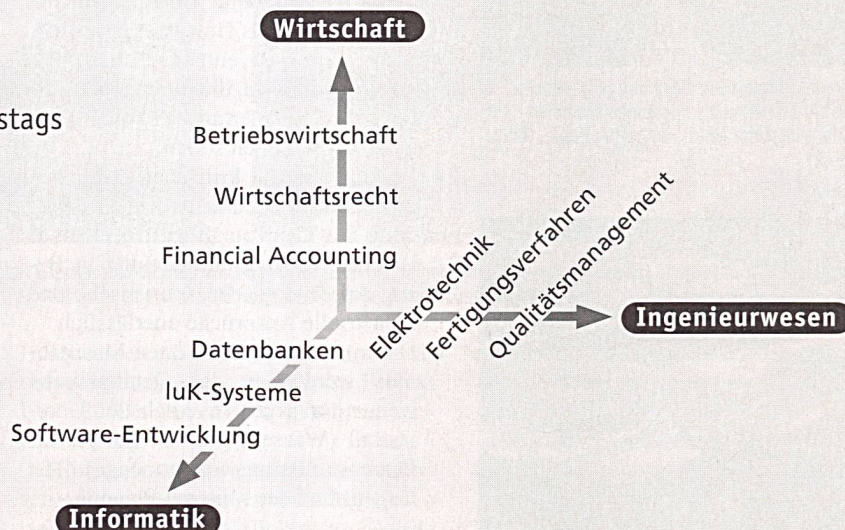 Wirtschaft
stags
Betriebswirtschaft
Wirtschaftsrecht
Financial Accounting
Elektrotechnik
Fertigungsverfahren
Qualitätsmanagement
Ingenieurwesen
Datenbanken
IuK-Systeme
Software-Entwicklung
Informatik